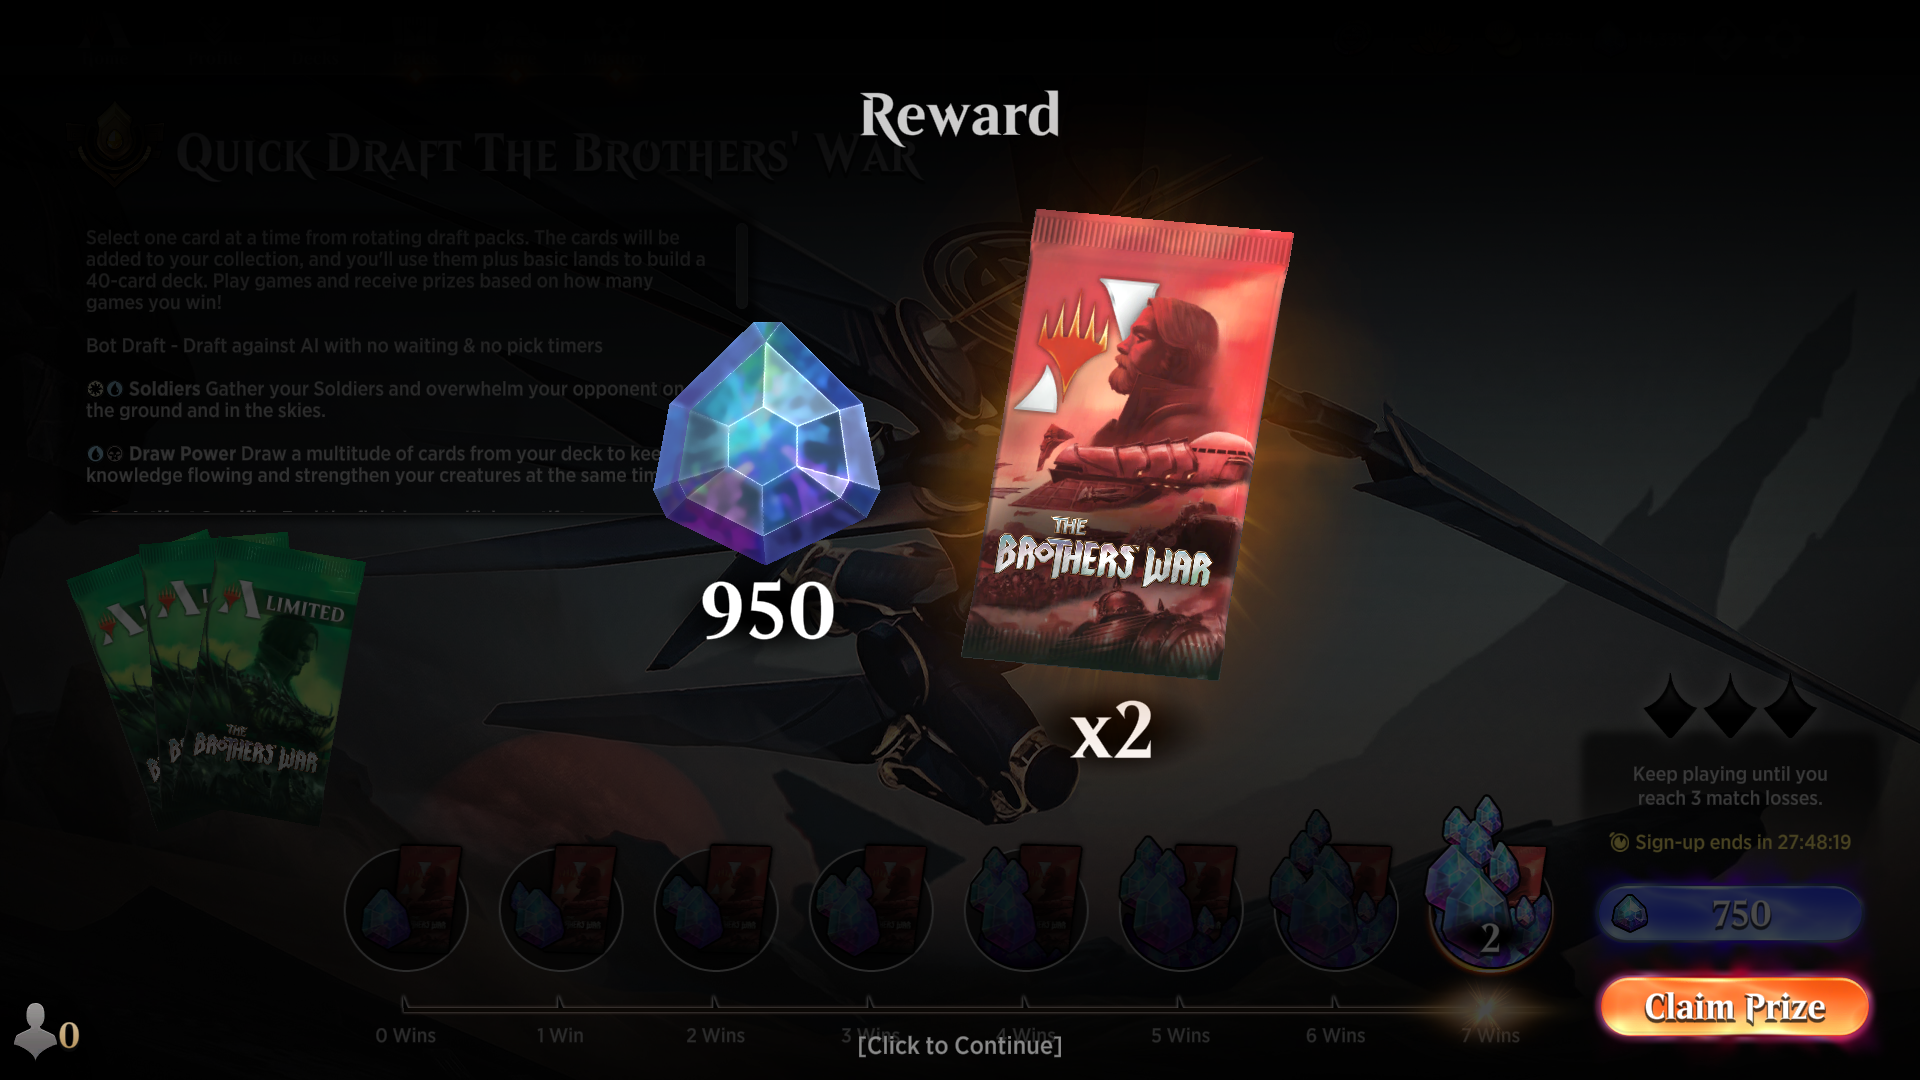 Reward
Quick Draft The Brothers' War
Select one card at a time from rotating draft packs. The cards will be
added to your collection, and you'll use them plus basic lands to build a
40-card deck. Play games and receive prizes based on how many
games you win!
Bot Draft - Draft against AI with no waiting & no pick timers
Soldiers Gather your Soldiers and overwhelm your opponent on
the ground and in the skies.
Draw Power Draw a multitude of cards from your deck to kee
knowledge flowing and strengthen your creatures at the same tin
THE
BROTHERS' WAR
950
x2
LIMITED
THE
BROTHERS' WAR
Keep playing until you
reach 3 match losses.
Sign-up ends in 27:48:19
750
2
Claim Prize
0 Wins
1 Win
2 Wins
3 Wins
4 Wins
5 Wins
6 Wins
7 Wins
[Click to Continue]
0